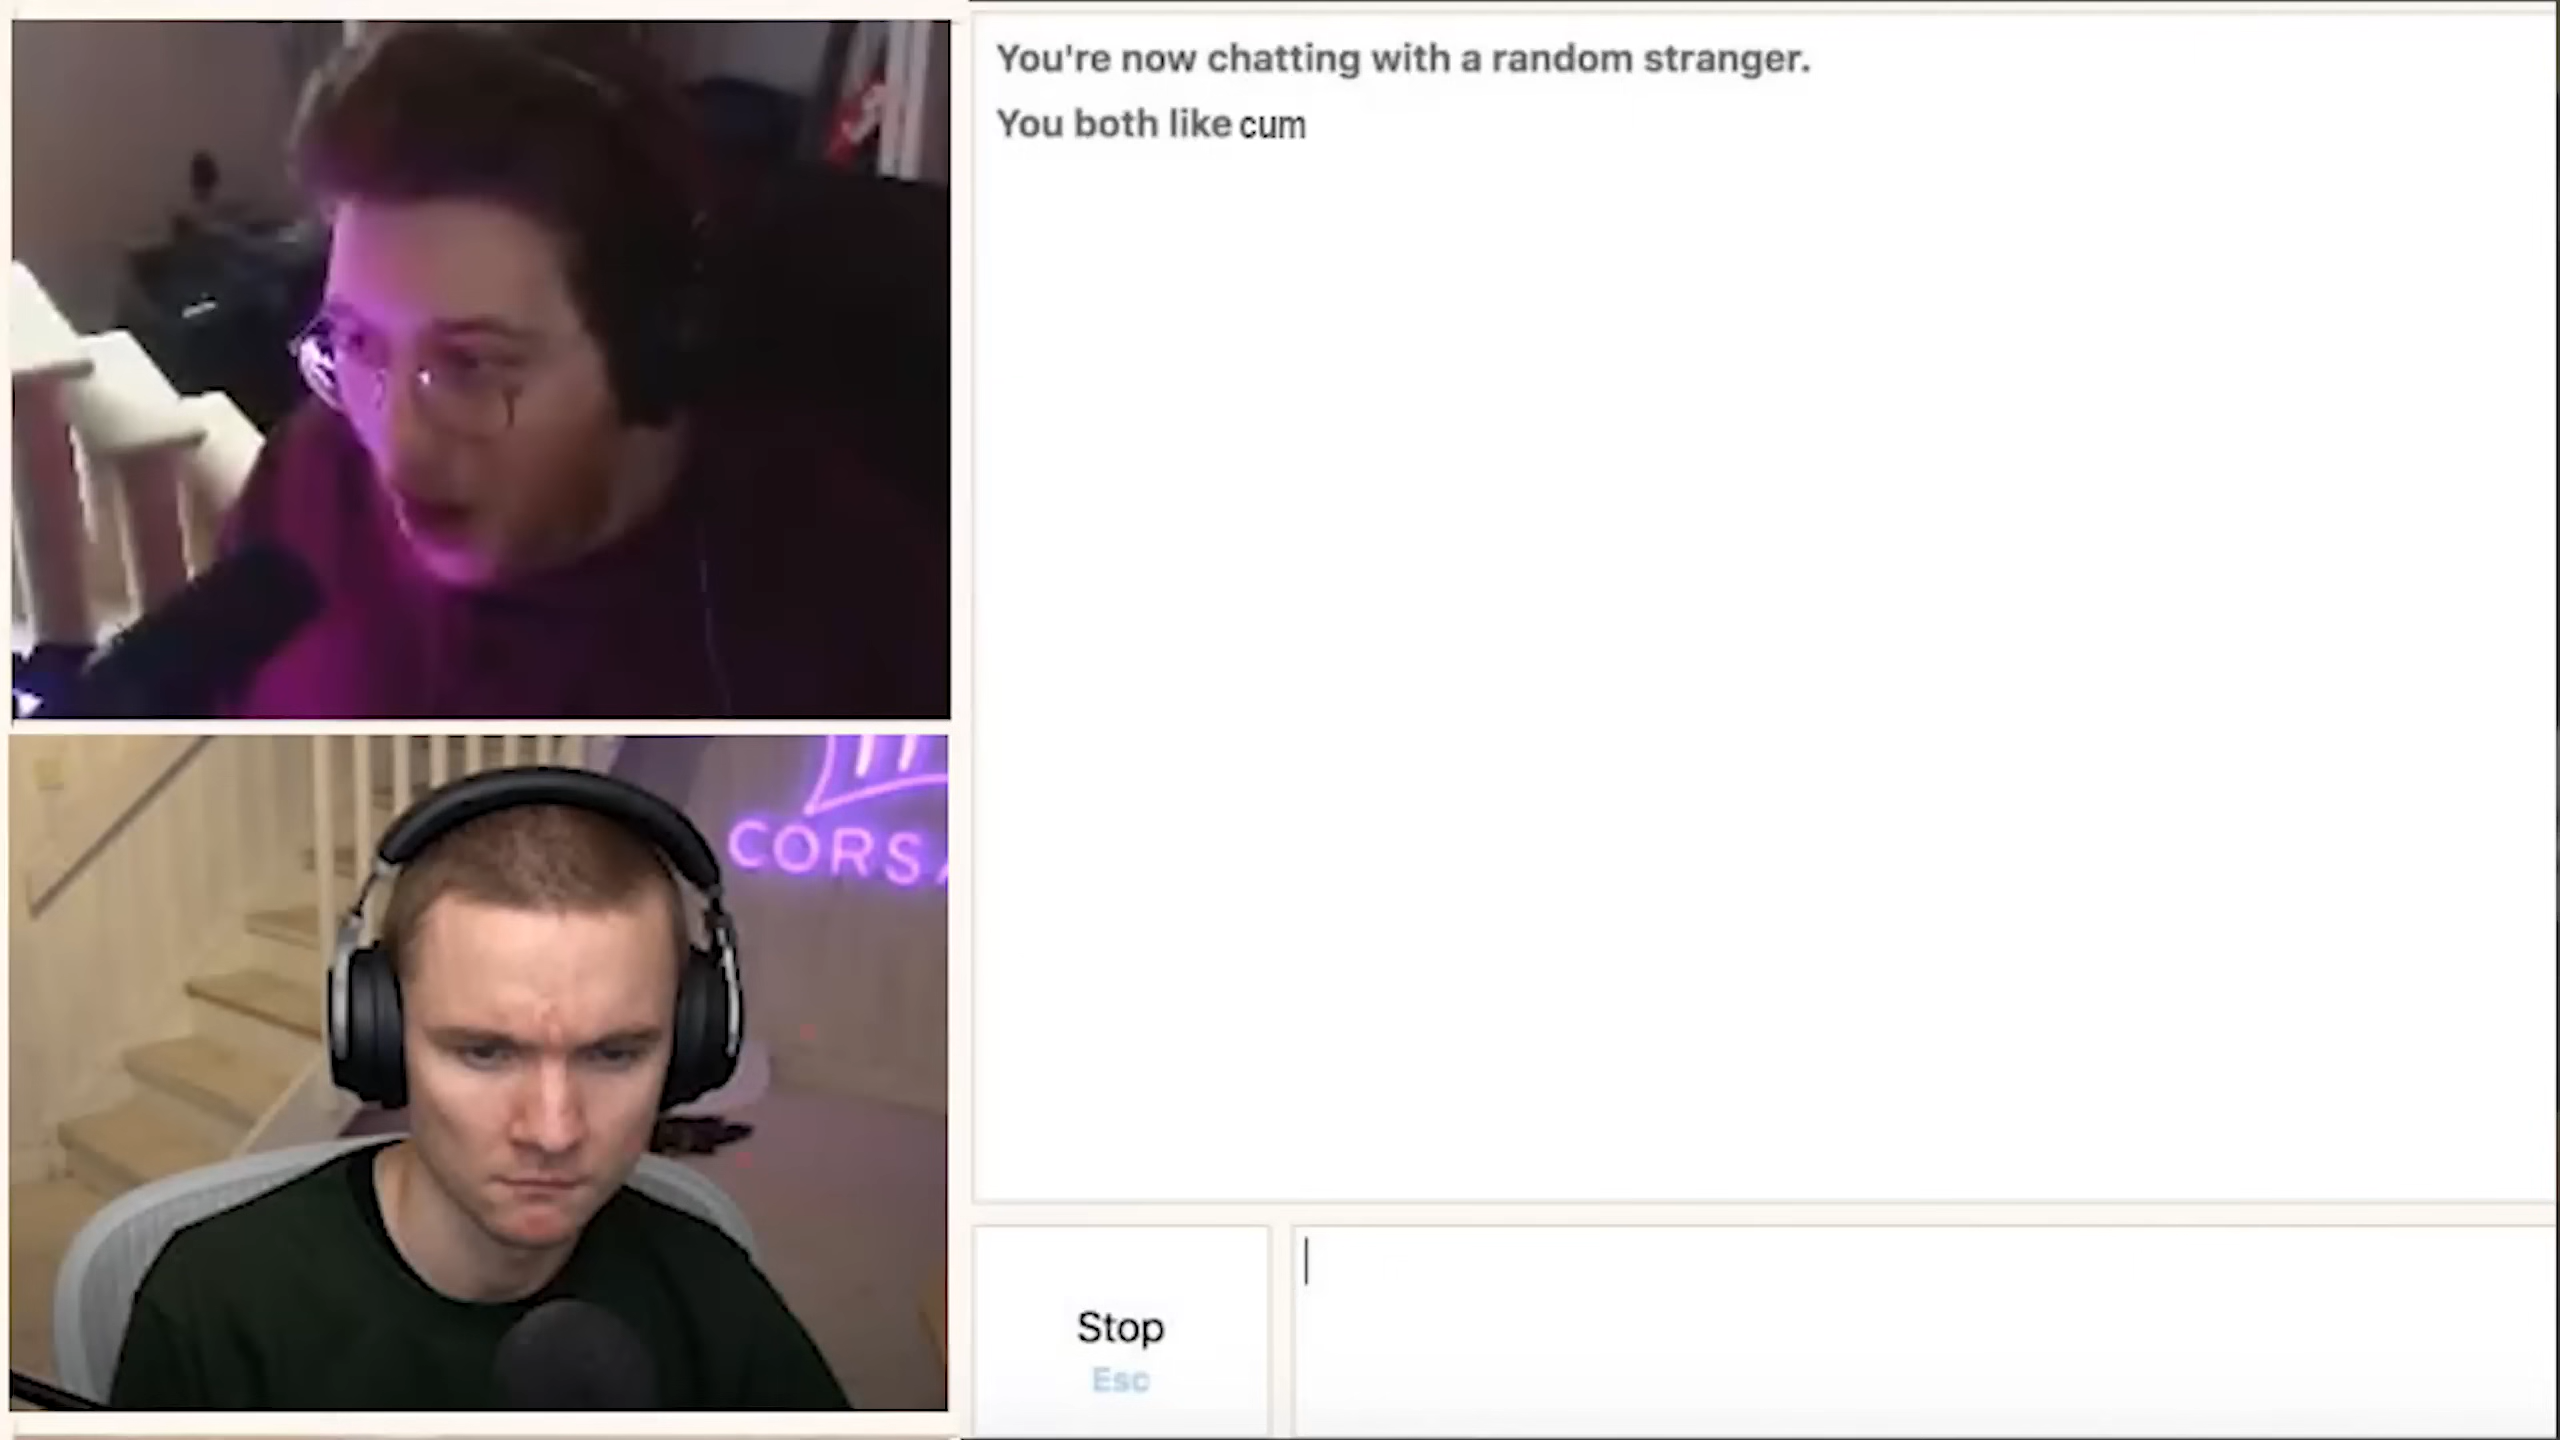 You're now chatting with a random stranger.
You both like cum
CORSA
Stop
Esc